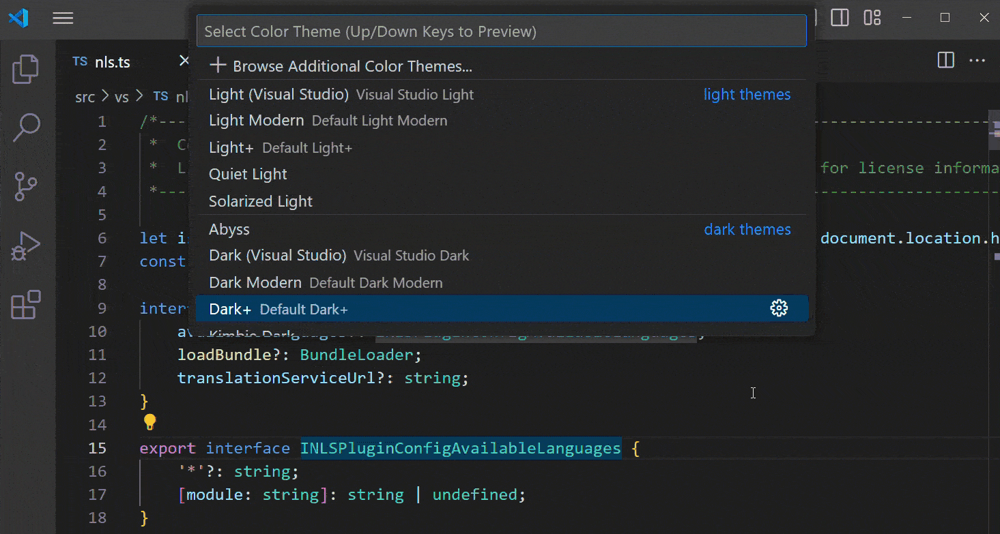 Select Color Theme (Up/Down Keys to Preview)
TS nls.ts
Browse Additional Color Themes...
src > vs > TS nl
Light (Visual Studio) Visual Studio Light light themes
Light Modern Default Light Modern
Light+ Default Light+
Quiet Light
Solarized Light
Abyss dark themes
Dark (Visual Studio) Visual Studio Dark
Dark Modern Default Dark Modern
Dark+ Default Dark+
Kimbie Dark
1 /*---
2 *
3 * L for license informa
4 *---
5
6 let i document.location.h
7 const
8
9 interf
10
11 loadBundle?: BundleLoader;
12 translationServiceUrl?: string;
13 }
14
15 export interface INLSPluginConfigAvailableLanguages {
16 '*'?: string;
17 [module: string]: string | undefined;
18 }